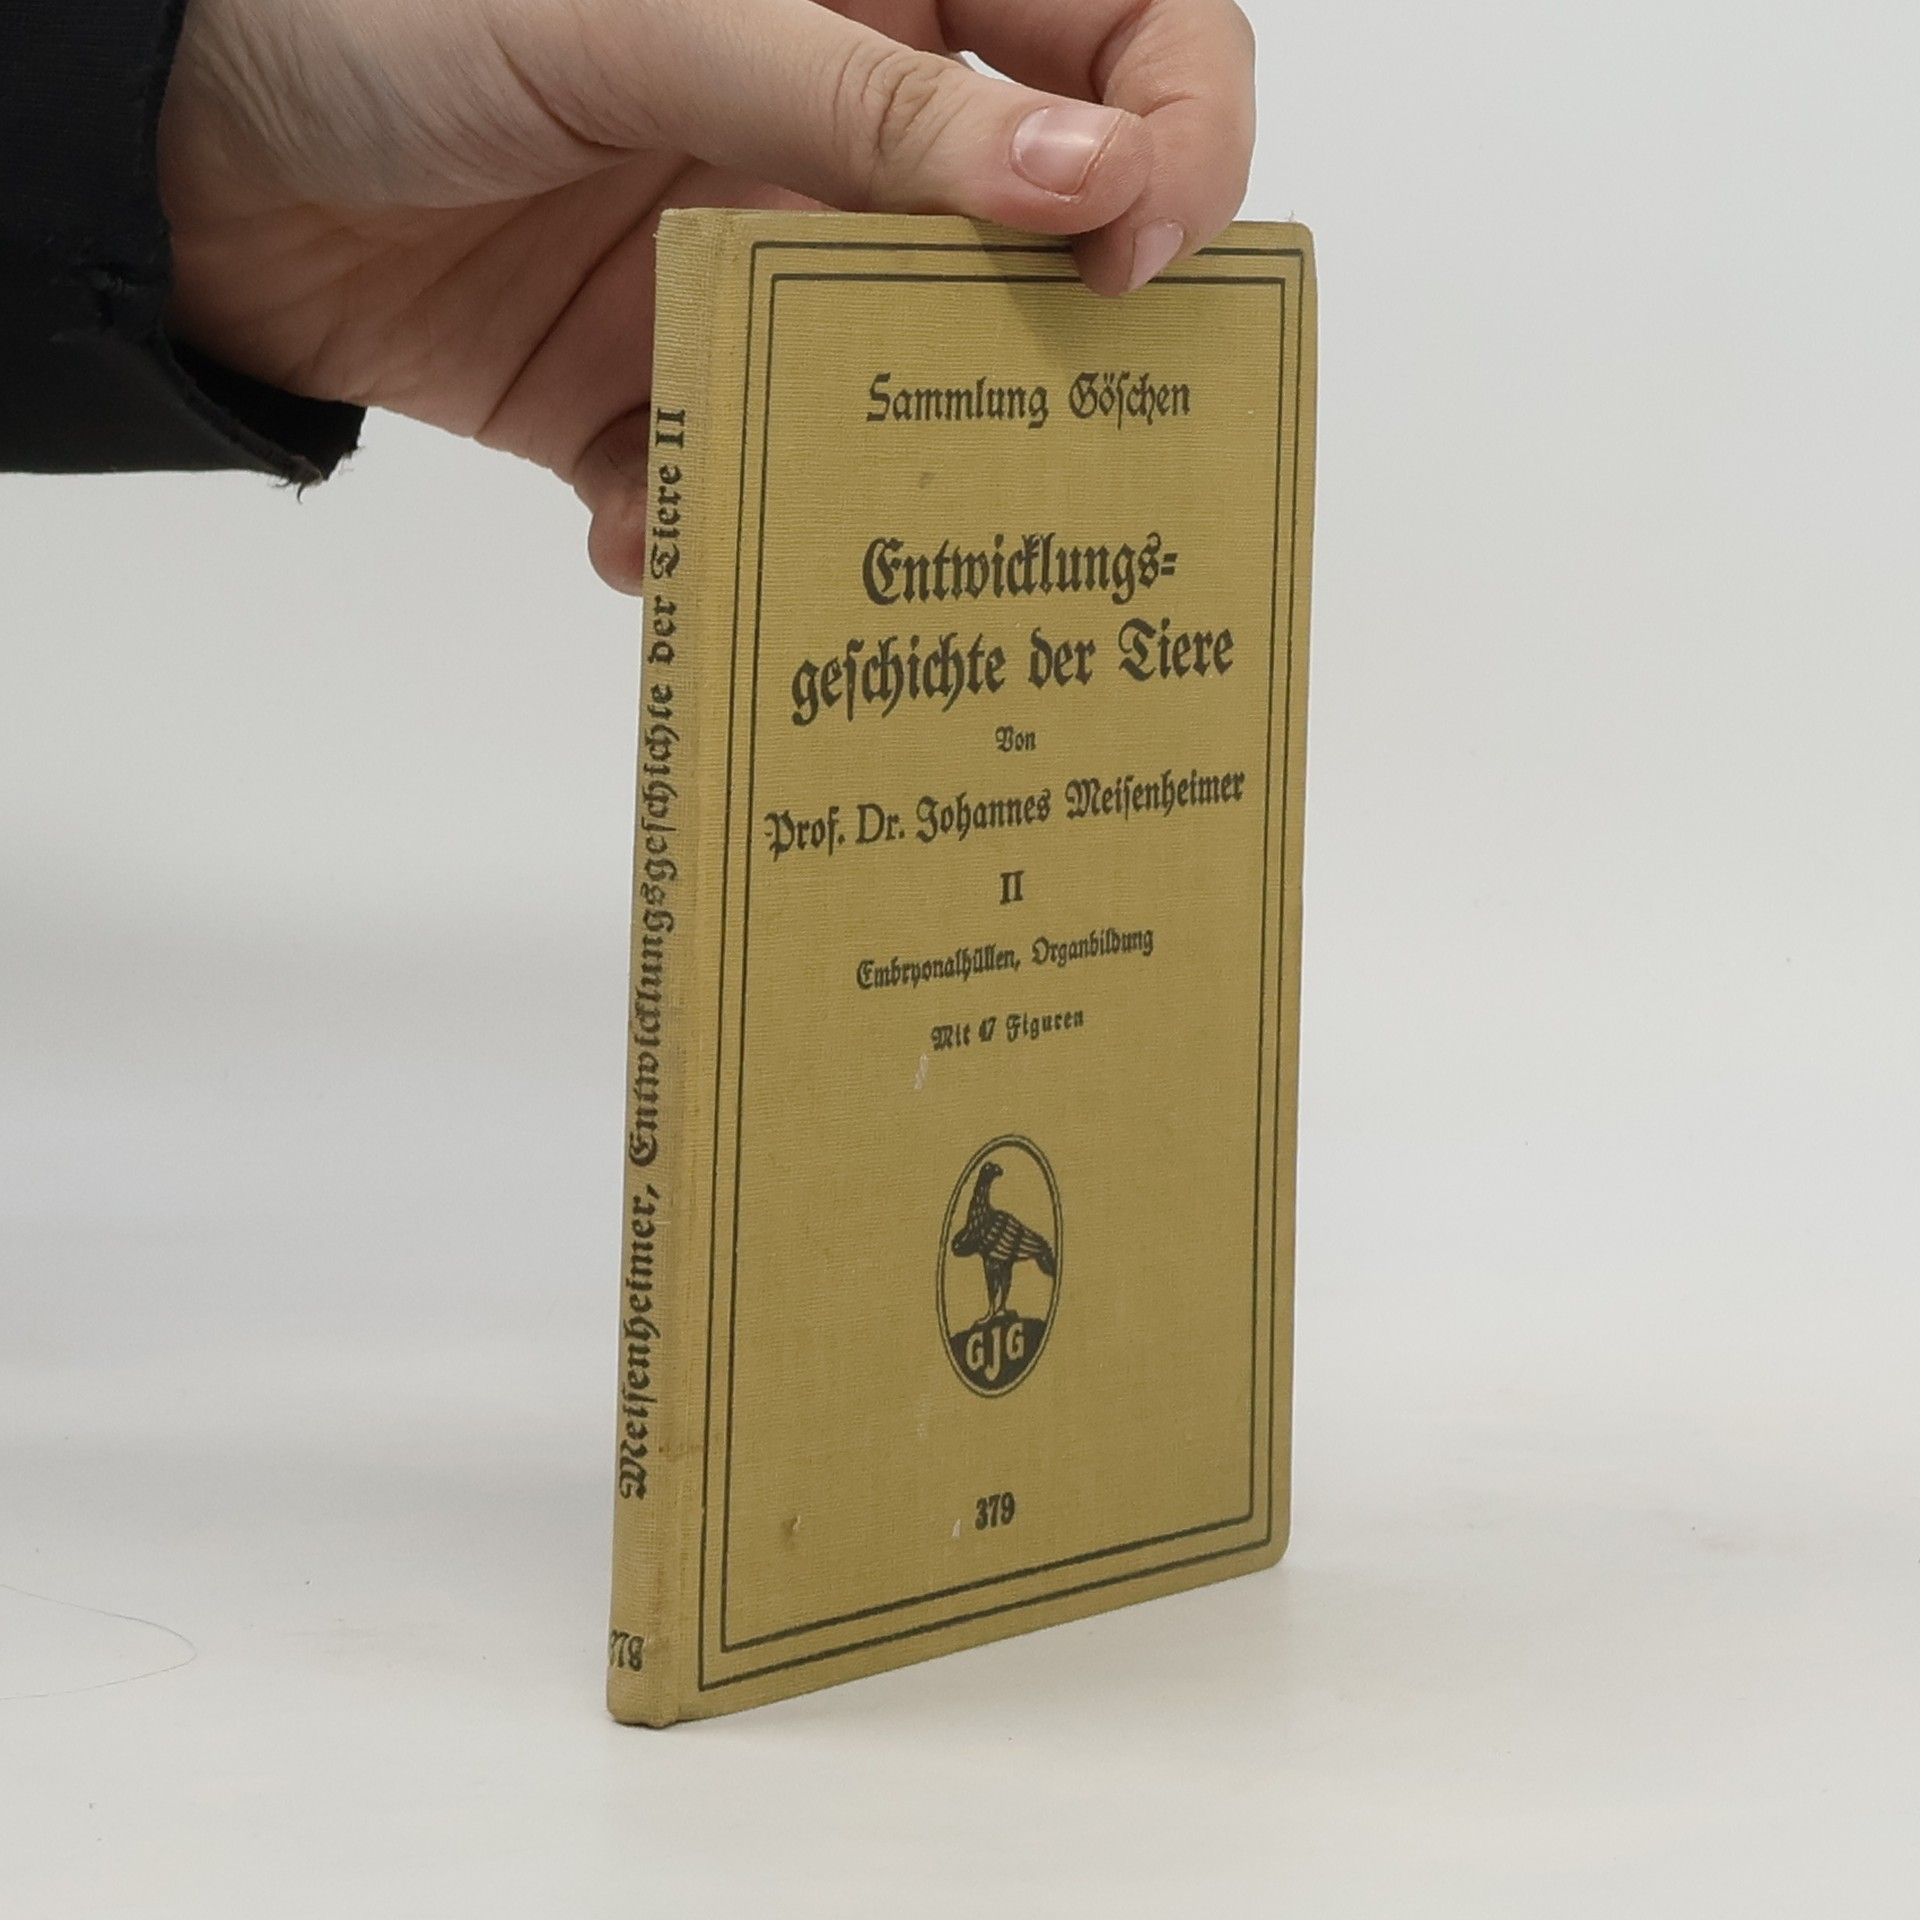 Sammlung Göschen
Entwicklungs=
geschichte der Tiere
Von
Prof. Dr. Johannes Meisenheimer
II
Embryonalhüllen, Organbildung
Mit 47 Figuren
GJG
379
Meisenheimer, Entwicklungsgeschichte der Tiere II